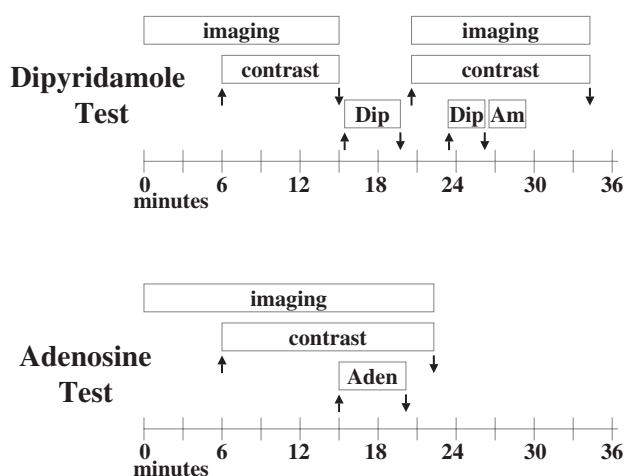 imaging imaging
contrast contrast
Dipyridamole
Test
Dip Dip Am
0 6 12 18 24 30 36
minutes
imaging
contrast
Adenosine
Test
Aden
0 6 12 18 24 30 36
minutes